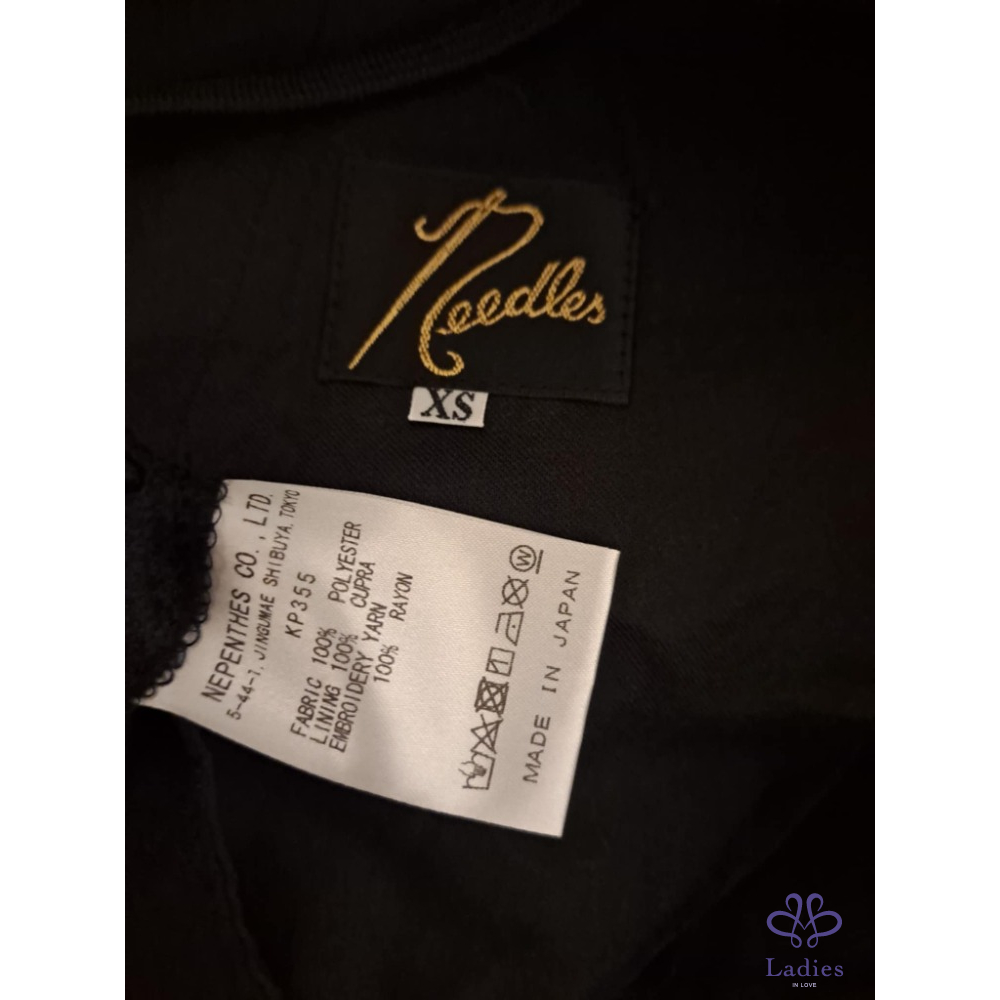 Needles
XS
NEPENTHES CO., LTD.
5-44-1, JINGUMAE SHIBUYA. TOKYO
KP355
FABRIC 100% POLYESTER
LINING 100% CUPRA
EMBROIDERY YARN
100% RAYON
W
MADE IN JAPAN
Ladies
IN LOVE